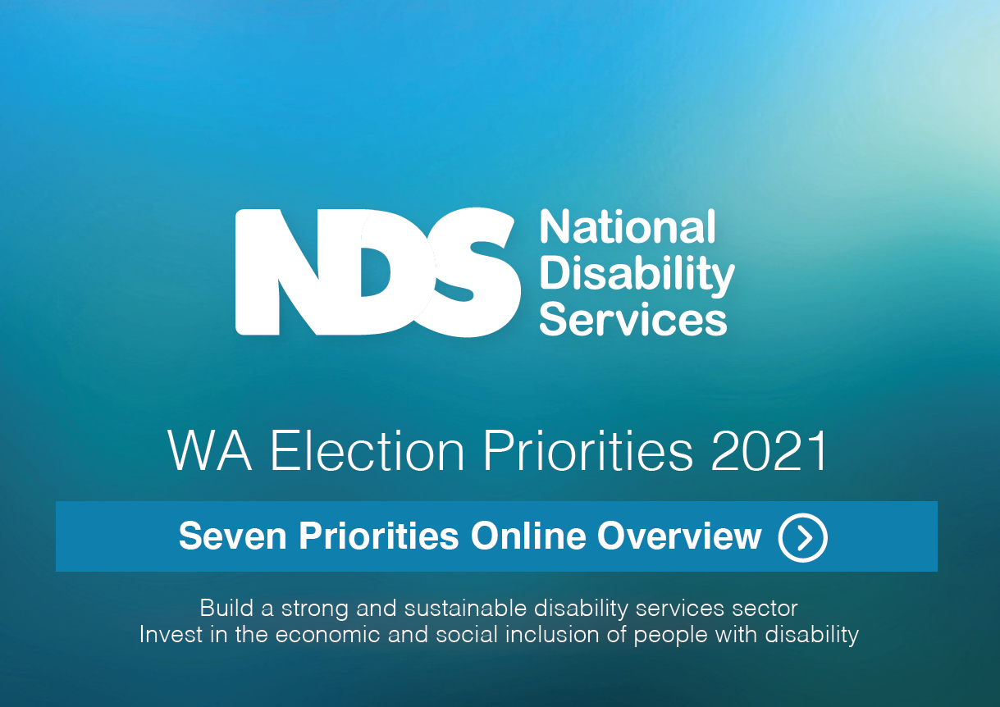 NDS
National
Disability
Services
WA Election Priorities 2021
Seven Priorities Online Overview
Build a strong and sustainable disability services sector
Invest in the economic and social inclusion of people with disability